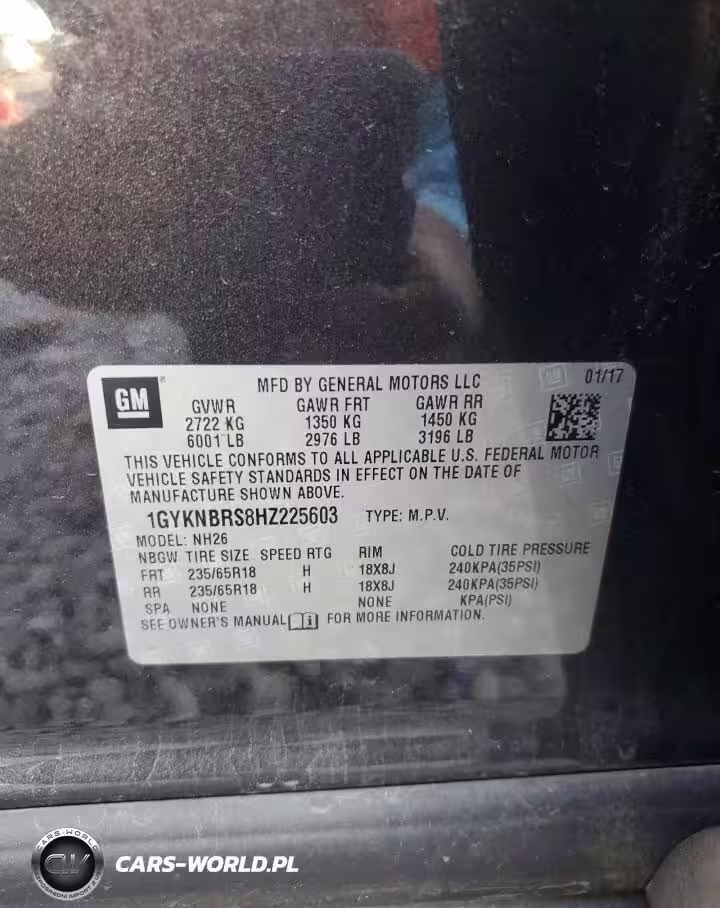 GM
MFD BY GENERAL MOTORS LLC 01/17
GVWR GAWR FRT GAWR RR
2722 KG 1350 KG 1450 KG
6001 LB 2976 LB 3196 LB
THIS VEHICLE CONFORMS TO ALL APPLICABLE U.S. FEDERAL MOTOR
VEHICLE SAFETY STANDARDS IN EFFECT ON THE DATE OF
MANUFACTURE SHOWN ABOVE.
1GYKNBRS8HZ225603 TYPE: M.P.V.
MODEL: NH26
NBGW TIRE SIZE SPEED RTG RIM COLD TIRE PRESSURE
FRT 235/65R18 H 18X8J 240KPA(35PSI)
RR 235/65R18 H 18X8J 240KPA(35PSI)
SPA NONE NONE KPA(PSI)
SEE OWNER'S MANUAL FOR MORE INFORMATION.
CARS-WORLD
CW
CARS-WORLD.PL